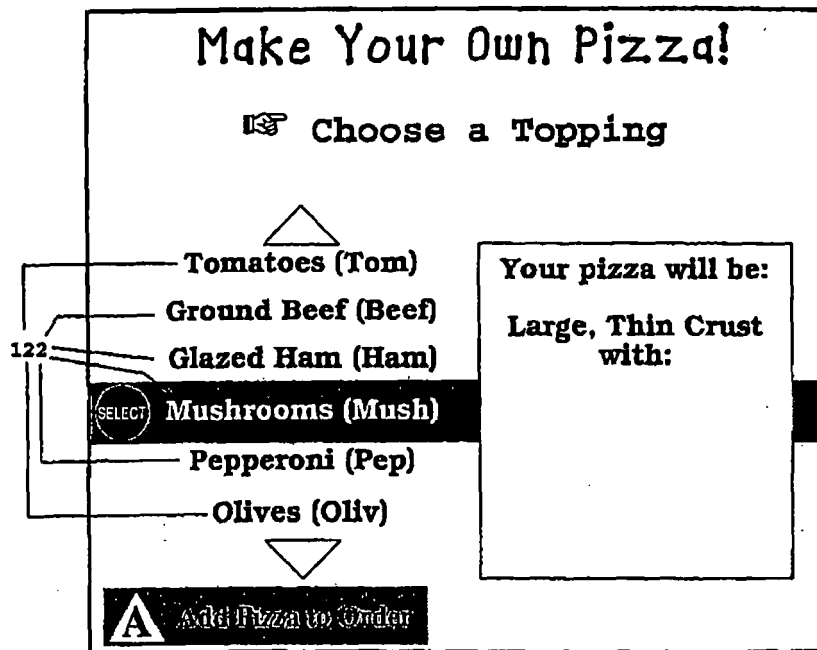 Make Your Own Pizza!
☞ Choose a Topping
Tomatoes (Tom)
Ground Beef (Beef)
122
Glazed Ham (Ham)
SELECT Mushrooms (Mush)
Pepperoni (Pep)
Olives (Oliv)
Your pizza will be:
Large, Thin Crust
with:
A Add Pizza to Order